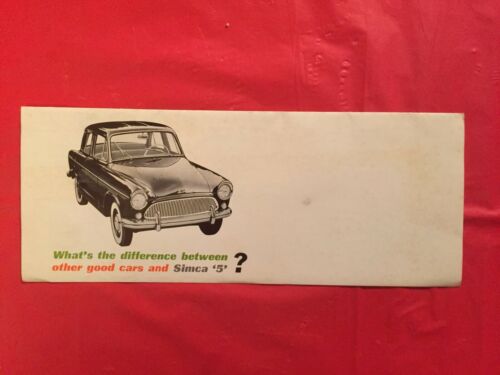 What's the difference between
other good cars and Simca '5' ?